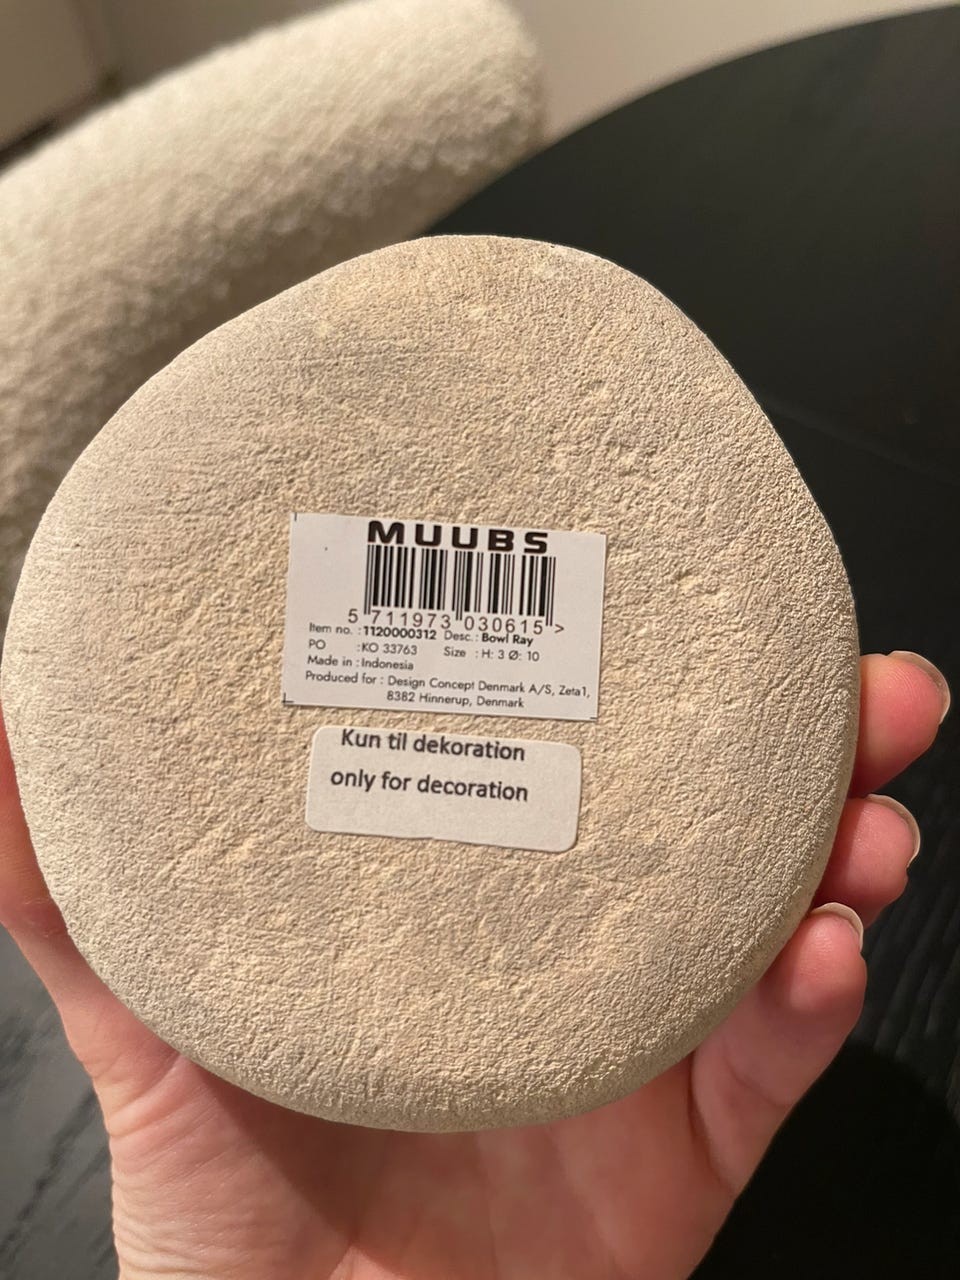 MUUBS
5 711973 030615 >
Item no. : 1120000312 Desc. : Bowl Ray
PO : KO 33763 Size : H: 3 Ø: 10
Made in : Indonesia
Produced for : Design Concept Denmark A/S, Zeta1,
8382 Hinnerup, Denmark
Kun til dekoration
only for decoration